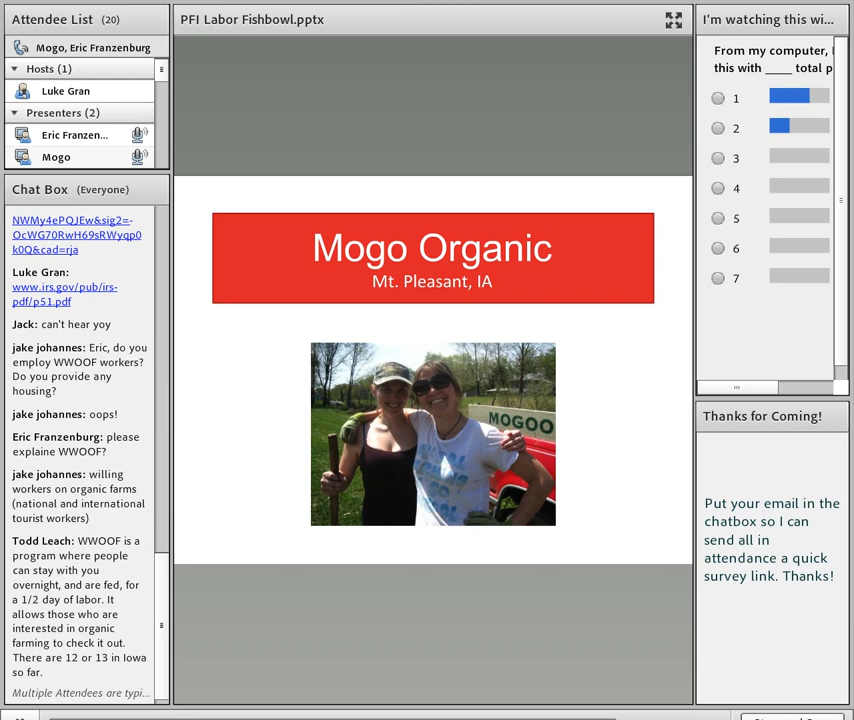 Attendee List (20)
Mogo, Eric Franzenburg
Hosts (1)
Luke Gran
Presenters (2)
Eric Franzen...
Mogo
Chat Box (Everyone)
NWMy4ePQJEw&sig2=-
OcWG70RwH69sRWyqp0
k0Q&cad=rja
Luke Gran:
www.irs.gov/pub/irs-
pdf/p51.pdf
Jack: can't hear yoy
jake johannes: Eric, do you
employ WWOOF workers?
Do you provide any
housing?
jake johannes: oops!
Eric Franzenburg: please
explaine WWOOF?
jake johannes: willing
workers on organic farms
(national and international
tourist workers)
Todd Leach: WWOOF is a
program where people
can stay with you
overnight, and are fed, for
a 1/2 day of labor. It
allows those who are
interested in organic
farming to check it out.
There are 12 or 13 in Iowa
so far.
Multiple Attendees are typi...
PFI Labor Fishbowl.pptx
Mogo Organic
Mt. Pleasant, IA
MOGOO
I'm watching this wi...
From my computer,
this with ____ total p
1
2
3
4
5
6
7
Thanks for Coming!
Put your email in the
chatbox so I can
send all in
attendance a quick
survey link. Thanks!